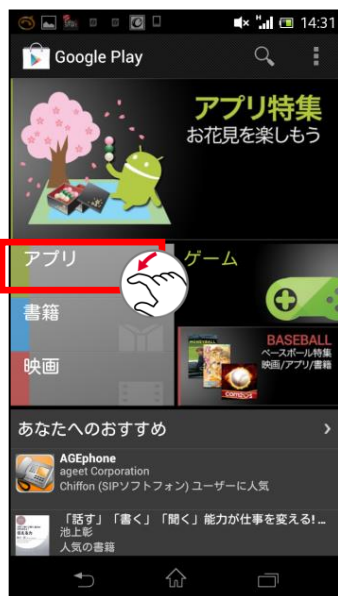 14:31
Google Play
アプリ特集
お花見を楽しもう
アプリ
ゲーム
書籍
BASEBALL
ベースボール特集
映画/アプリ/書籍
映画
あなたへのおすすめ
AGEphone
ageet Corporation
Chiffon (SIPソフトフォン) ユーザーに人気
「話す」「書く」「聞く」能力が仕事を変える! ...
池上彰
人気の書籍